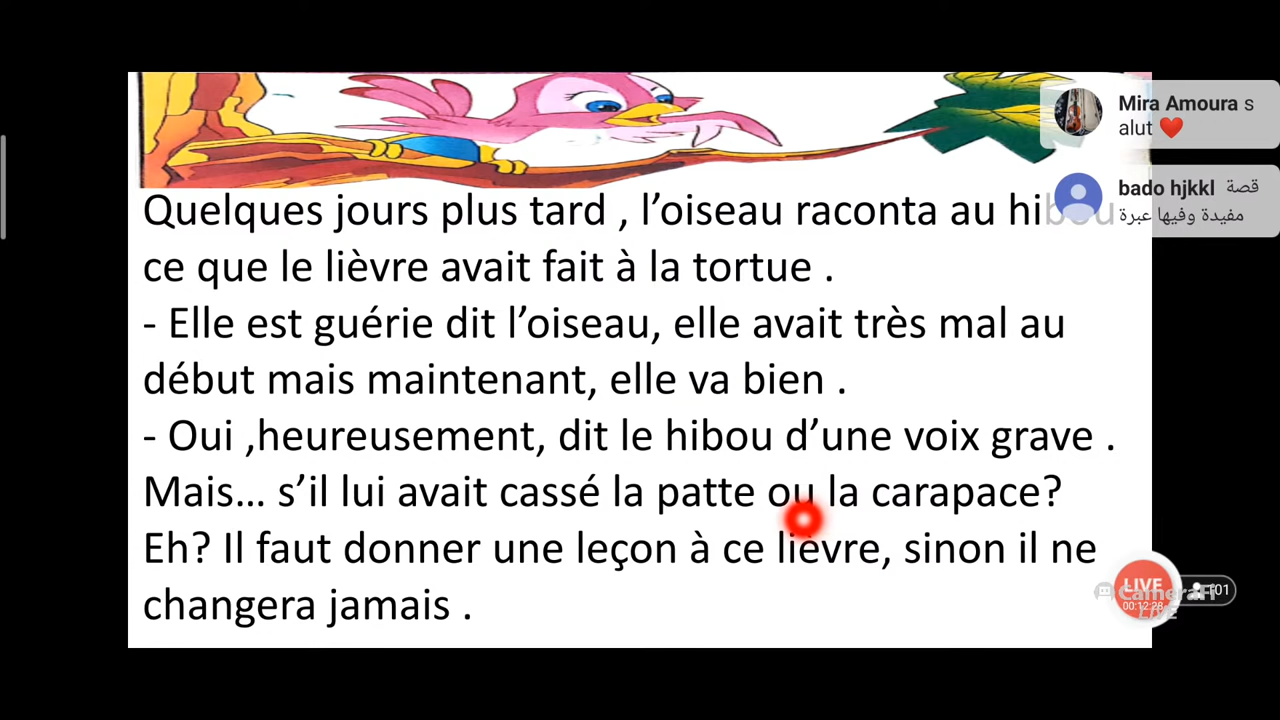 Quelques jours plus tard , l’oiseau raconta au hibou
ce que le lièvre avait fait à la tortue .
- Elle est guérie dit l’oiseau, elle avait très mal au
début mais maintenant, elle va bien .
- Oui ,heureusement, dit le hibou d’une voix grave .
Mais... s’il lui avait cassé la patte ou la carapace?
Eh? Il faut donner une leçon à ce lièvre, sinon il ne
changera jamais .
Mira Amoura s
alut ❤️
bado hjkkl قصة
مفيدة وفيها عبرة
LIVE
00:12:28
LIVE